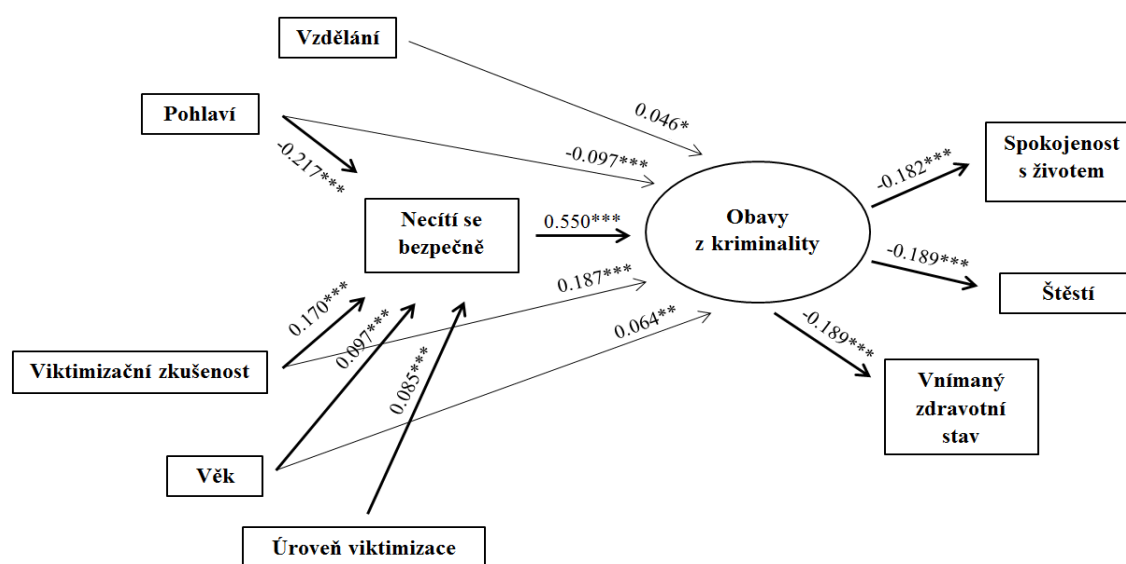 Vzdělání
Pohlaví
0.046*
-0.097***
-0.217***
Necítí se
bezpečně
0.550***
Obavy
z kriminality
-0.182***
Spokojenost
s životem
-0.189***
Štěstí
0.187***
0.170***
0.064**
0.097***
-0.189***
Viktimizační zkušenost
0.085***
Vnímaný
zdravotní
stav
Věk
Úroveň viktimizace